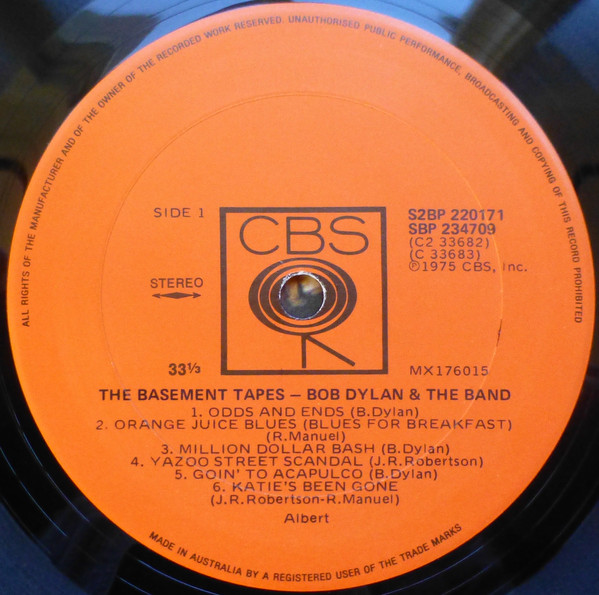 ALL RIGHTS OF THE MANUFACTURER AND OF THE OWNER OF THE RECORDED WORK RESERVED. UNAUTHORISED PUBLIC PERFORMANCE, BROADCASTING AND COPYING OF THIS RECORD PROHIBITED
SIDE 1
CBS
S2BP 220171
SBP 234709
(C2 33682)
(C 33683)
℗1975 CBS, Inc.
STEREO
33⅓
MX176015
THE BASEMENT TAPES – BOB DYLAN & THE BAND
1. ODDS AND ENDS (B.Dylan)
2. ORANGE JUICE BLUES (BLUES FOR BREAKFAST)
(R.Manuel)
3. MILLION DOLLAR BASH (B.Dylan)
4. YAZOO STREET SCANDAL (J.R.Robertson)
5. GOIN' TO ACAPULCO (B.Dylan)
6. KATIE'S BEEN GONE
(J.R.Robertson-R.Manuel)
Albert
MADE IN AUSTRALIA BY A REGISTERED USER OF THE TRADE MARKS